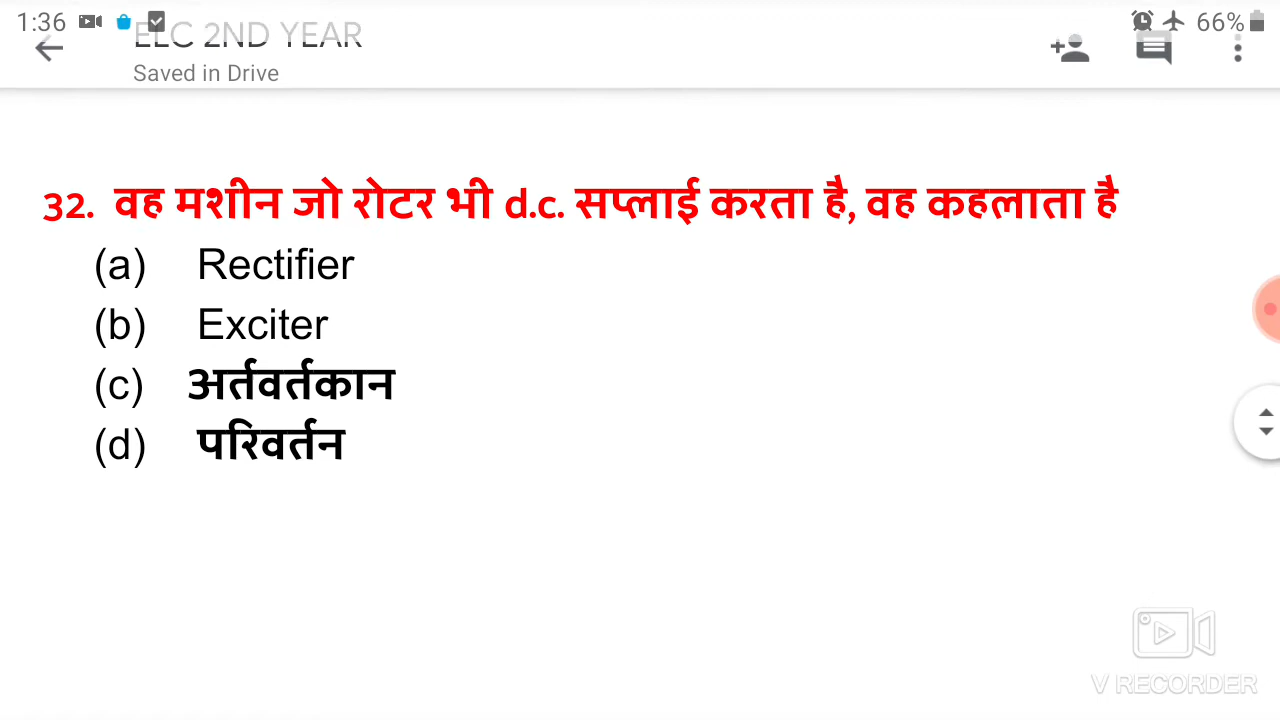 1:36 66%
ELC 2ND YEAR
Saved in Drive
32. वह मशीन जो रोटर भी d.c. सप्लाई करता है, वह कहलाता है
(a) Rectifier
(b) Exciter
(c) अर्तवर्तकान
(d) परिवर्तन
V RECORDER